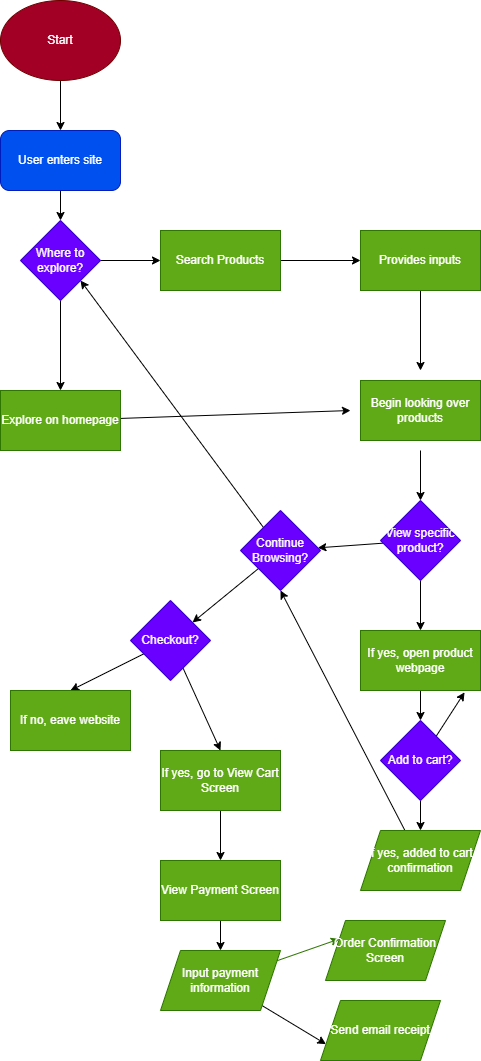 Start
User enters site
Where to
explore?
Search Products
Provides inputs
Explore on homepage
Begin looking over
products
Continue
Browsing?
View specific
product?
Checkout?
If yes, open product
webpage
If no, eave website
If yes, go to View Cart
Screen
Add to cart?
If yes, added to cart
confirmation
View Payment Screen
Input payment
information
Order Confirmation
Screen
Send email receipt